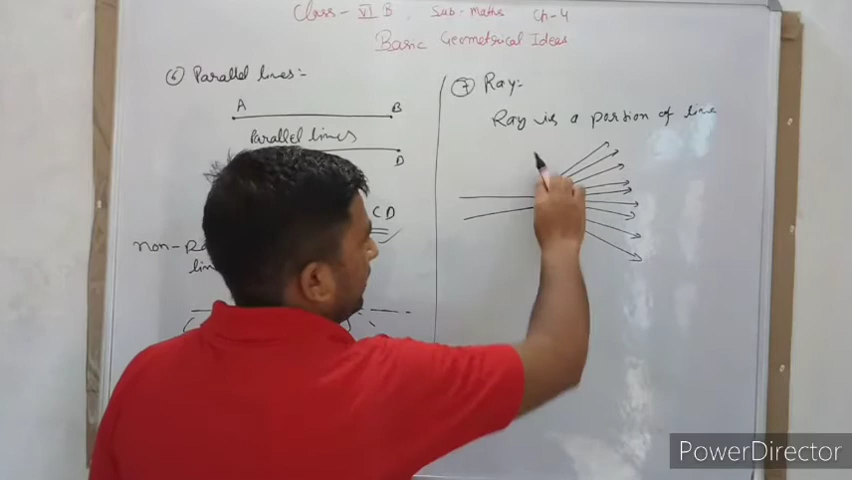 Class - VI B Sub - Maths Ch - 4
Basic Geometrical Ideas
⑥ Parallel lines :-
A B
Parallel lines
D
CD
non-
⑦ Ray :-
Ray is a portion of line
PowerDirector